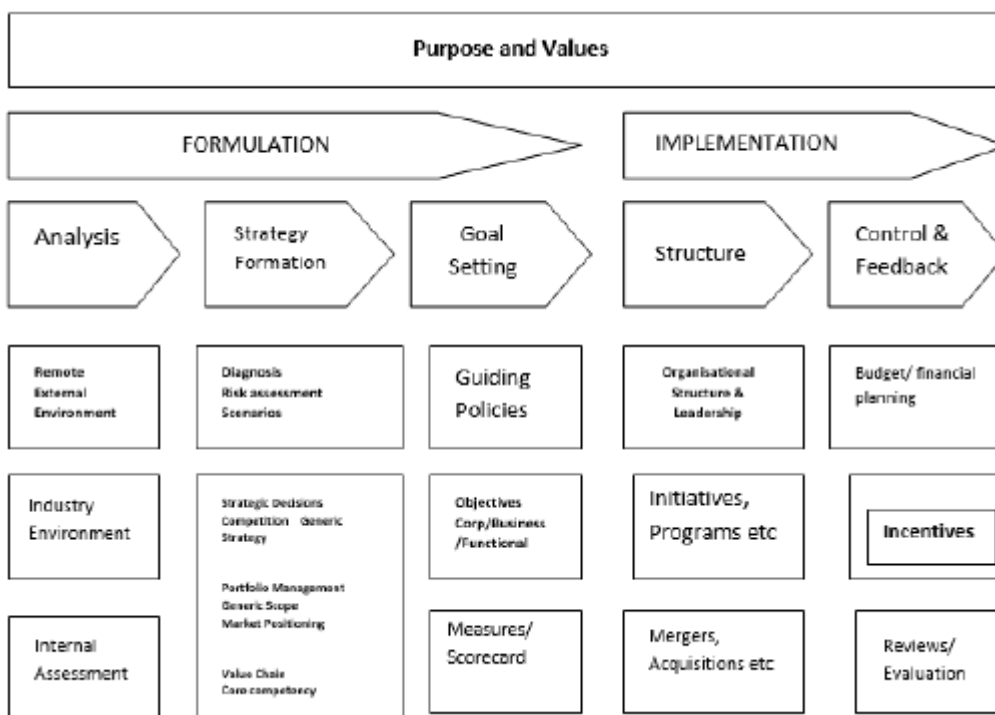 Purpose and Values
FORMULATION
IMPLEMENTATION
Analysis
Strategy
Formation
Goal
Setting
Structure
Control &
Feedback
Remote
External
Environment
Diagnosis
Risk assessment
Scenarios
Guiding
Policies
Organisational
Structure &
Leadership
Budget/ financial
planning
Industry
Environment
Strategic Decisions
Competition Generic
Strategy
Portfolio Management
Generic Scope
Market Positioning
Value Chain
Core competency
Objectives
Corp/Business
/Functional
Initiatives,
Programs etc
Incentives
Internal
Assessment
Measures/
Scorecard
Mergers,
Acquisitions etc
Reviews/
Evaluation